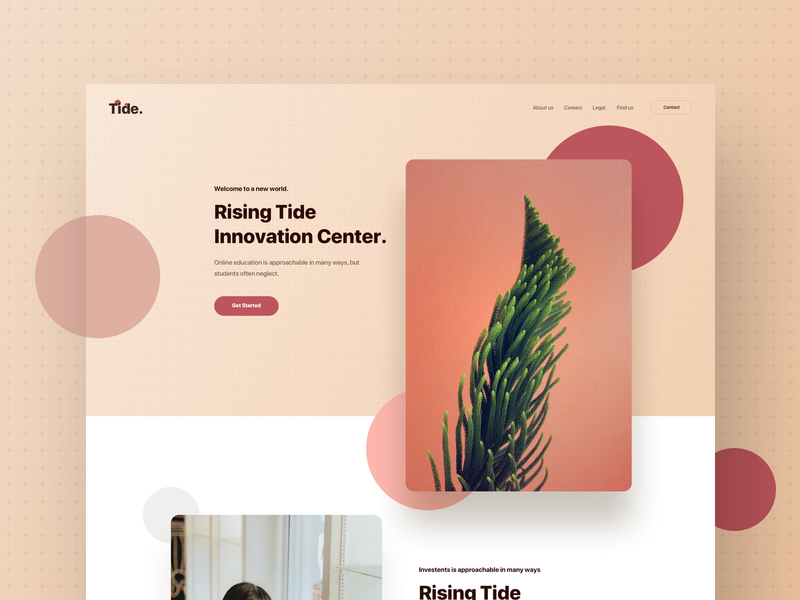 Tide.
About us
Careers
Legal
Find us
Contact
Welcome to a new world.
Rising Tide
Innovation Center.
Online education is approachable in many ways, but
students often neglect.
Get Started
Investents is approachable in many ways
Rising Tide